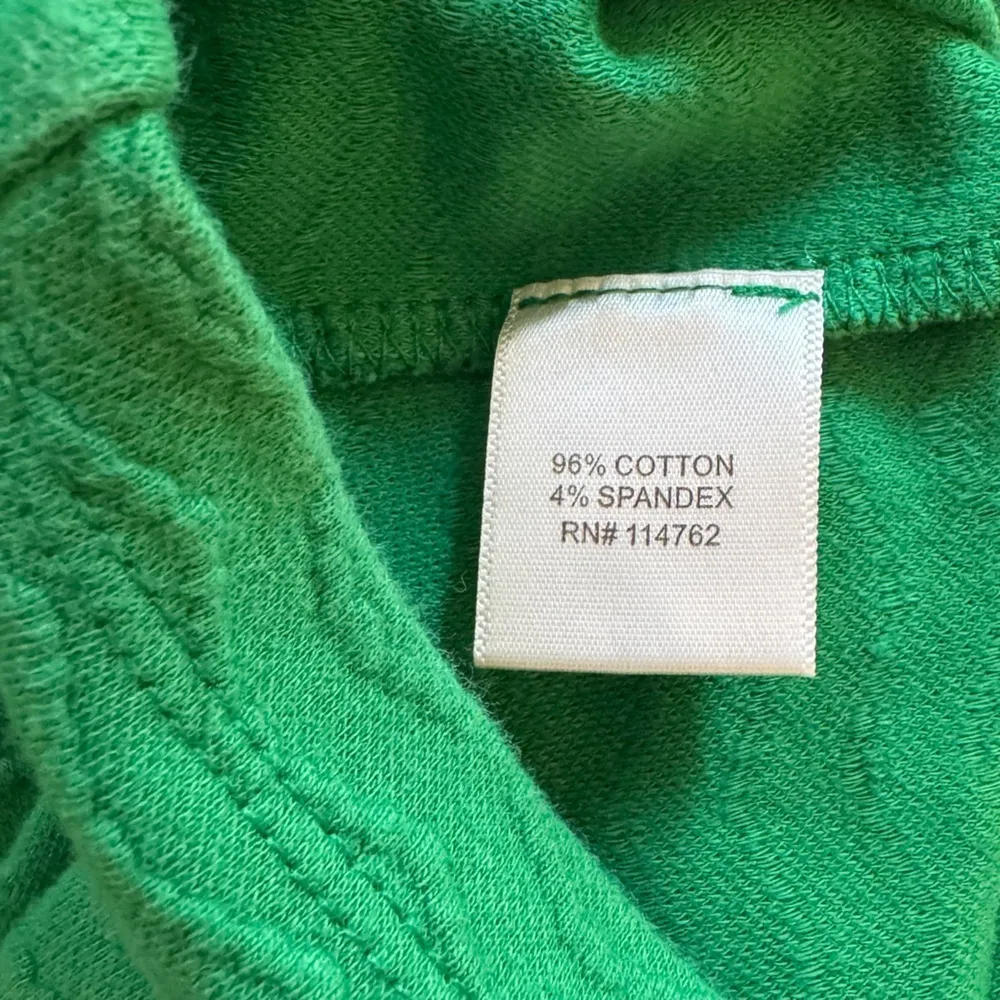 96% COTTON
4% SPANDEX
RN# 114762